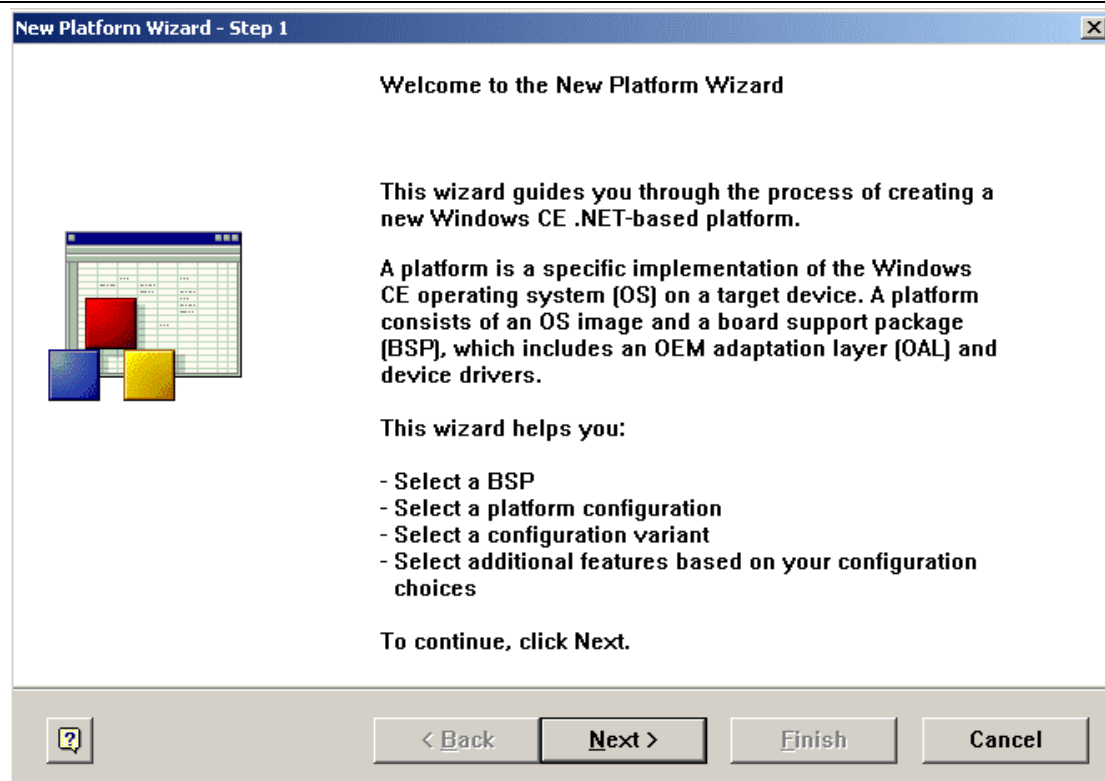 New Platform Wizard - Step 1
Welcome to the New Platform Wizard
This wizard guides you through the process of creating a
new Windows CE .NET-based platform.
A platform is a specific implementation of the Windows
CE operating system (OS) on a target device. A platform
consists of an OS image and a board support package
(BSP), which includes an OEM adaptation layer (OAL) and
device drivers.
This wizard helps you:
- Select a BSP
- Select a platform configuration
- Select a configuration variant
- Select additional features based on your configuration
choices
To continue, click Next.
? < Back Next > Finish Cancel